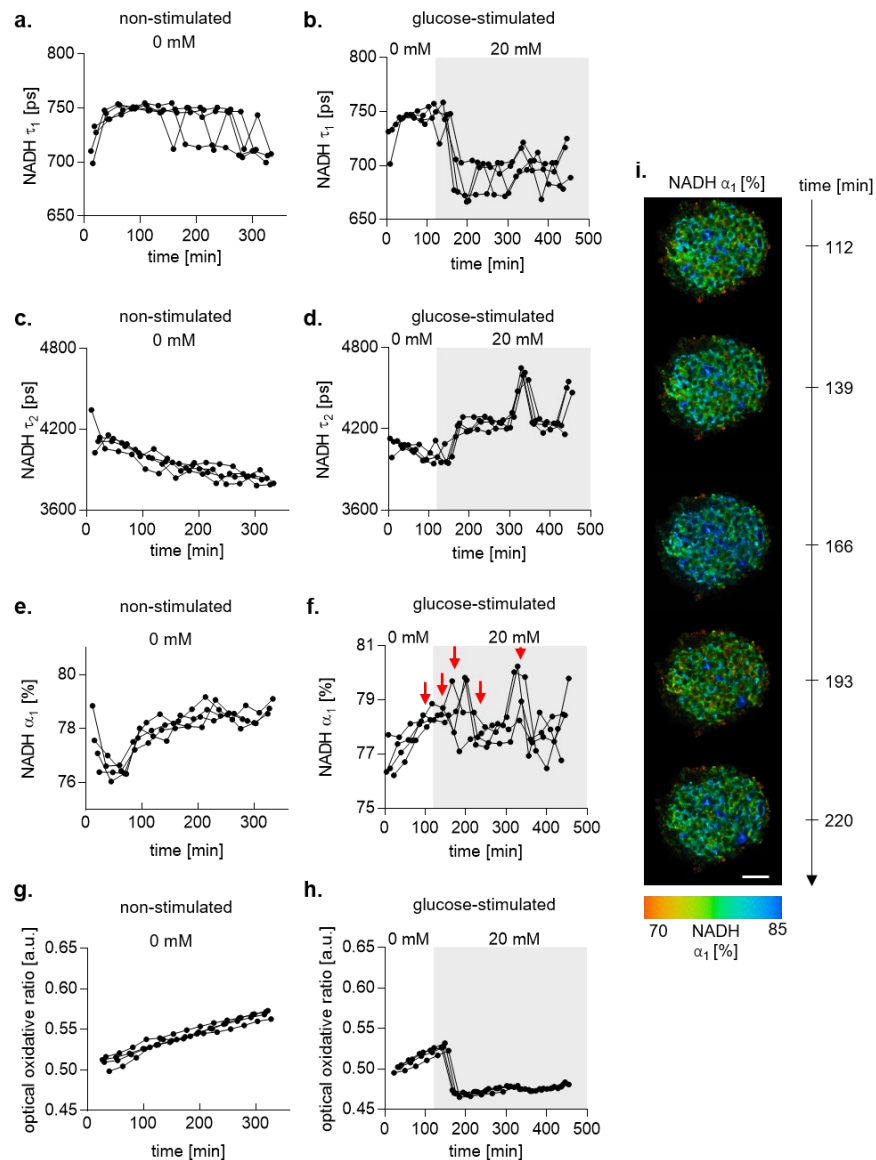 a.
non-stimulated
0 mM
800
750
700
650
NADH τ1 [ps]
0 100 200 300
time [min]
b.
glucose-stimulated
0 mM 20 mM
800
750
700
650
NADH τ1 [ps]
0 100 200 300 400 500
time [min]
c.
non-stimulated
0 mM
4800
4200
3600
NADH τ2 [ps]
0 100 200 300
time [min]
d.
glucose-stimulated
0 mM 20 mM
4800
4200
3600
NADH τ2 [ps]
0 100 200 300 400 500
time [min]
e.
non-stimulated
0 mM
80
78
76
NADH α1 [%]
0 100 200 300
time [min]
f.
glucose-stimulated
0 mM 20 mM
81
79
77
75
NADH α1 [%]
0 100 200 300 400 500
time [min]
g.
non-stimulated
0 mM
0.65
0.60
0.55
0.50
0.45
optical oxidative ratio [a.u.]
0 100 200 300
time [min]
h.
glucose-stimulated
0 mM 20 mM
0.65
0.60
0.55
0.50
0.45
optical oxidative ratio [a.u.]
0 100 200 300 400 500
time [min]
i.
NADH α1 [%] time [min]
112
139
166
193
220
70 NADH 85
α1 [%]